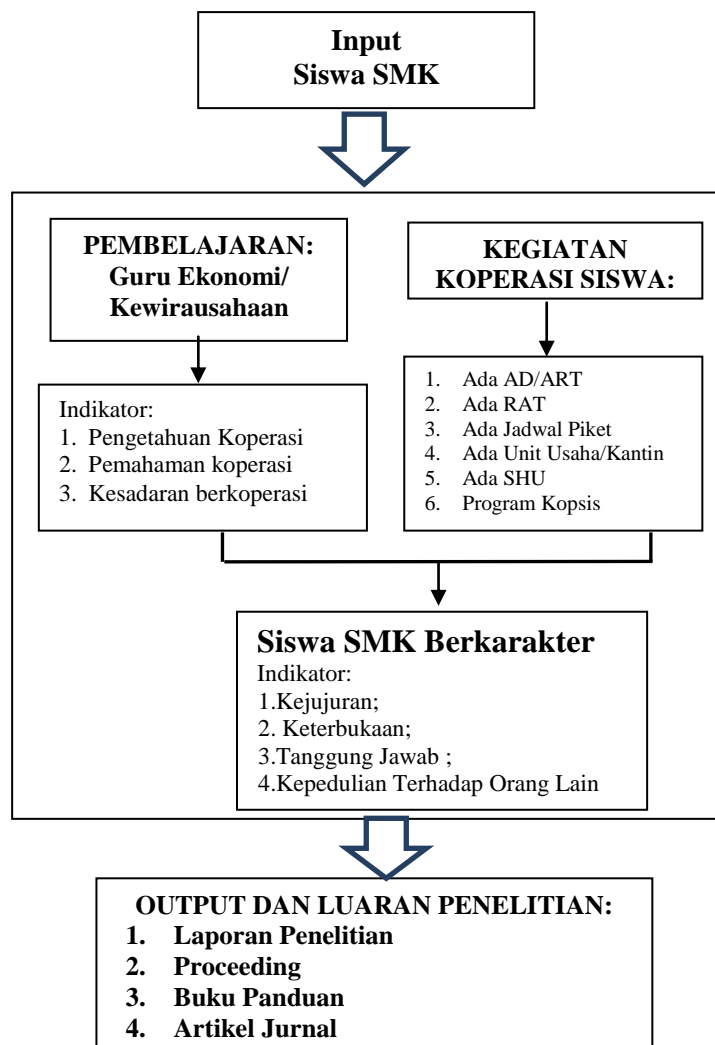 Input
Siswa SMK
PEMBELAJARAN:
Guru Ekonomi/
Kewirausahaan
KEGIATAN
KOPERASI SISWA:
Indikator:
1. Pengetahuan Koperasi
2. Pemahaman koperasi
3. Kesadaran berkoperasi
1. Ada AD/ART
2. Ada RAT
3. Ada Jadwal Piket
4. Ada Unit Usaha/Kantin
5. Ada SHU
6. Program Kopsis
Siswa SMK Berkarakter
Indikator:
1.Kejujuran;
2. Keterbukaan;
3.Tanggung Jawab ;
4.Kepedulian Terhadap Orang Lain
OUTPUT DAN LUARAN PENELITIAN:
1. Laporan Penelitian
2. Proceeding
3. Buku Panduan
4. Artikel Jurnal